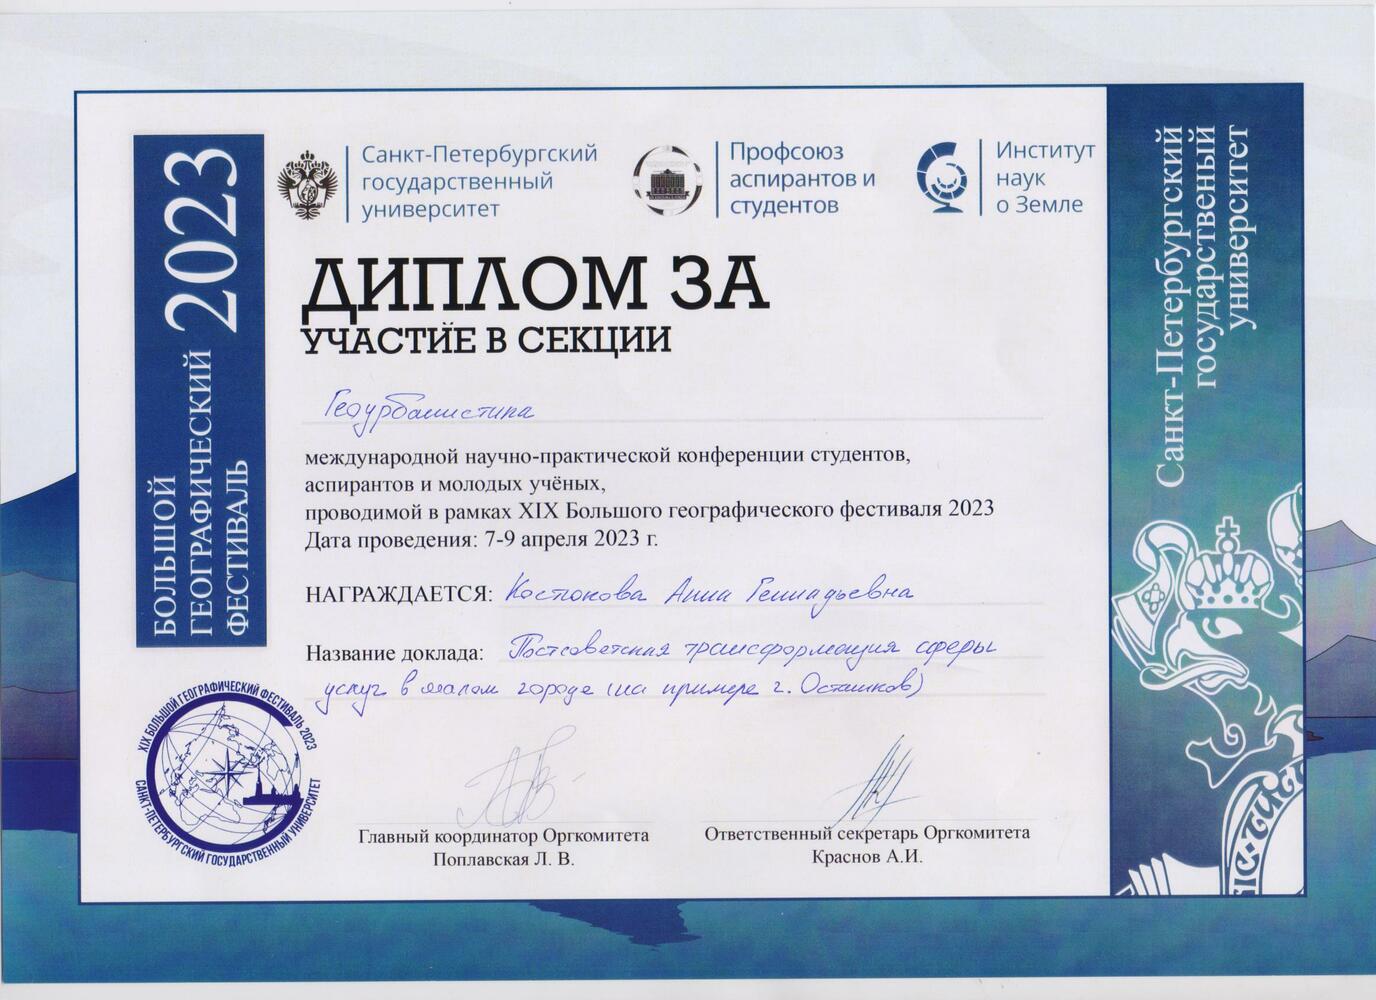 БОЛЬШОЙ
ГЕОГРАФИЧЕСКИЙ
ФЕСТИВАЛЬ
2023
Санкт-Петербургский
государственный
университет
Профсоюз
аспирантов и
студентов
Институт
наук
о Земле
ДИПЛОМ ЗА
УЧАСТИЕ В СЕКЦИИ
Геоурбанистика
международной научно-практической конференции студентов,
аспирантов и молодых учёных,
проводимой в рамках XIX Большого географического фестиваля 2023
Дата проведения: 7-9 апреля 2023 г.
НАГРАЖДАЕТСЯ: Костюкова Анна Геннадьевна
Название доклада: Постсоветская трансформация сферы
услуг в малом городе (на примере г. Осташков)
XIX БОЛЬШОЙ ГЕОГРАФИЧЕСКИЙ ФЕСТИВАЛЬ 2023
САНКТ-ПЕТЕРБУРГСКИЙ ГОСУДАРСТВЕННЫЙ УНИВЕРСИТЕТ
Главный координатор Оргкомитета
Поплавская Л. В.
Ответственный секретарь Оргкомитета
Краснов А.И.
Санкт-Петербургский
государственый
университет